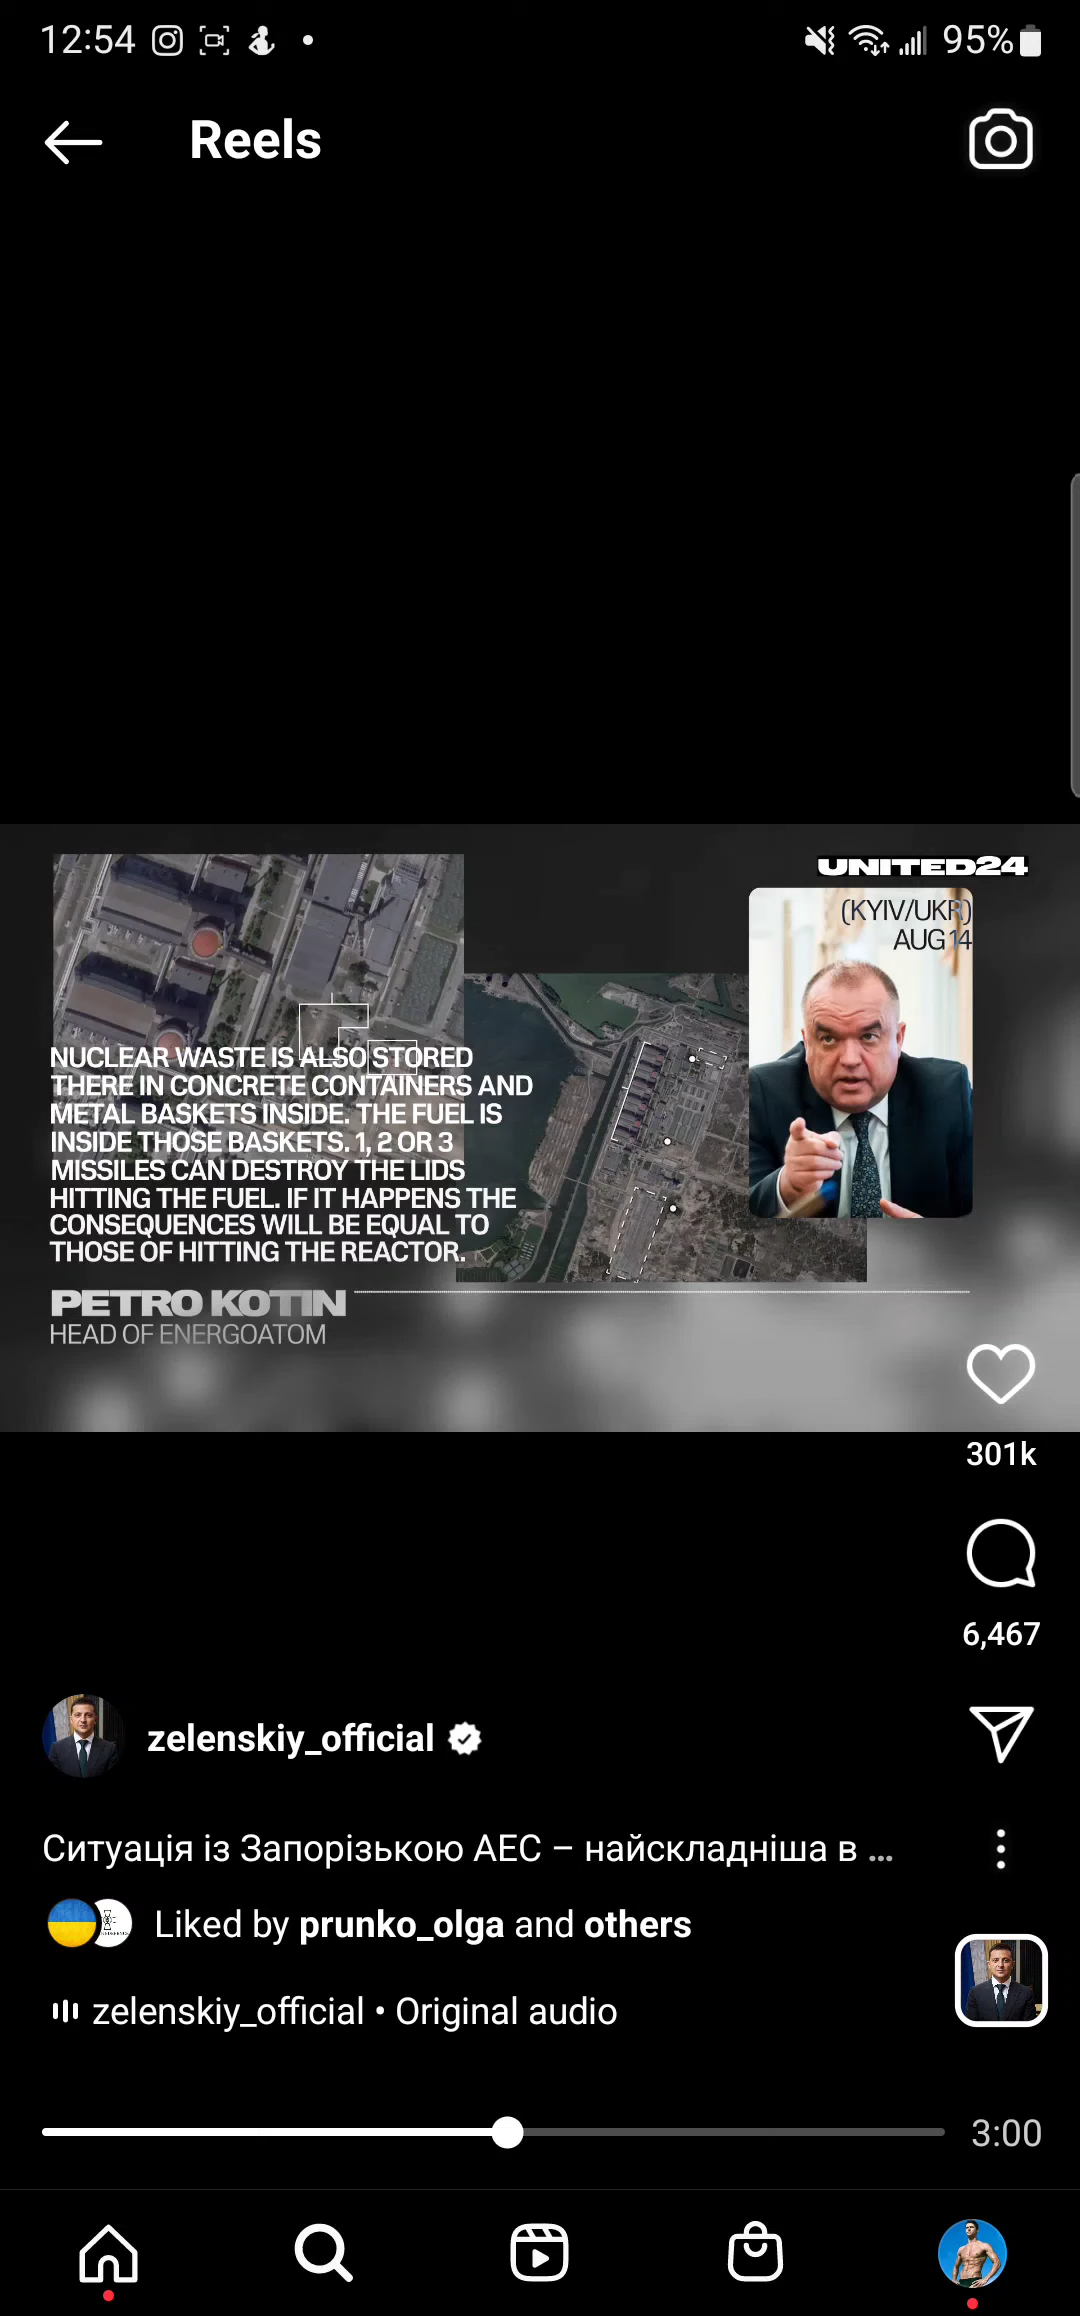 12:54
95%
Reels
UNITED24
(KYIV/UKR)
AUG 14
NUCLEAR WASTE IS ALSO STORED
THERE IN CONCRETE CONTAINERS AND
METAL BASKETS INSIDE. THE FUEL IS
INSIDE THOSE BASKETS. 1, 2 OR 3
MISSILES CAN DESTROY THE LIDS
HITTING THE FUEL. IF IT HAPPENS THE
CONSEQUENCES WILL BE EQUAL TO
THOSE OF HITTING THE REACTOR.
PETRO KOTIN
HEAD OF ENERGOATOM
301k
6,467
zelenskiy_official
Ситуація із Запорізькою АЕС – найскладніша в ...
Liked by prunko_olga and others
zelenskiy_official • Original audio
3:00